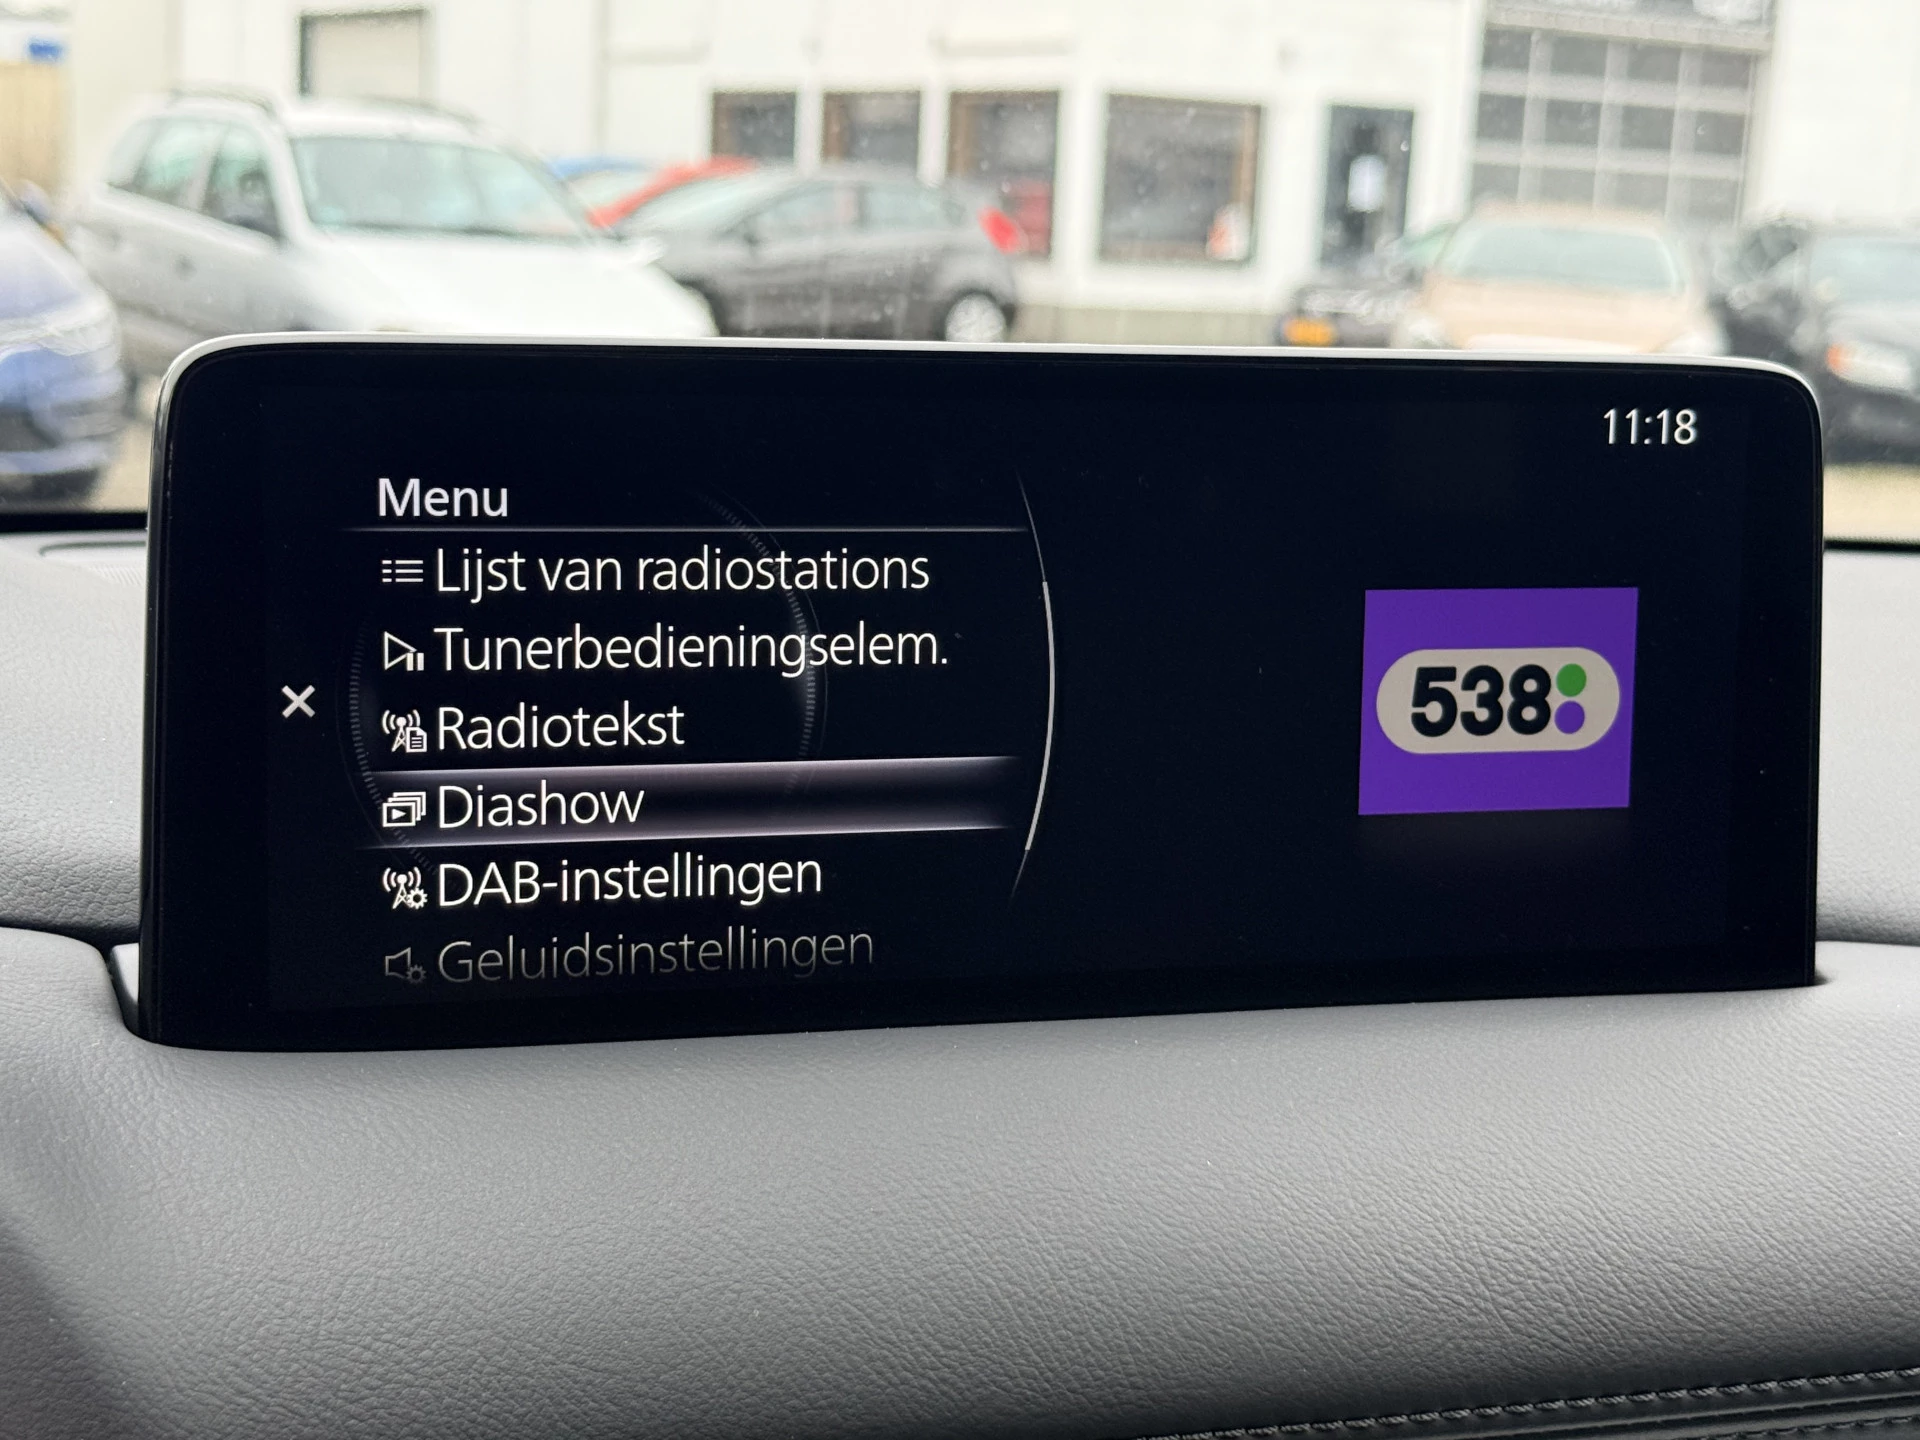 11:18
Menu
Lijst van radiostations
Tunerbedieningselem.
Radiotekst
Diashow
DAB-instellingen
Geluidsinstellingen
538